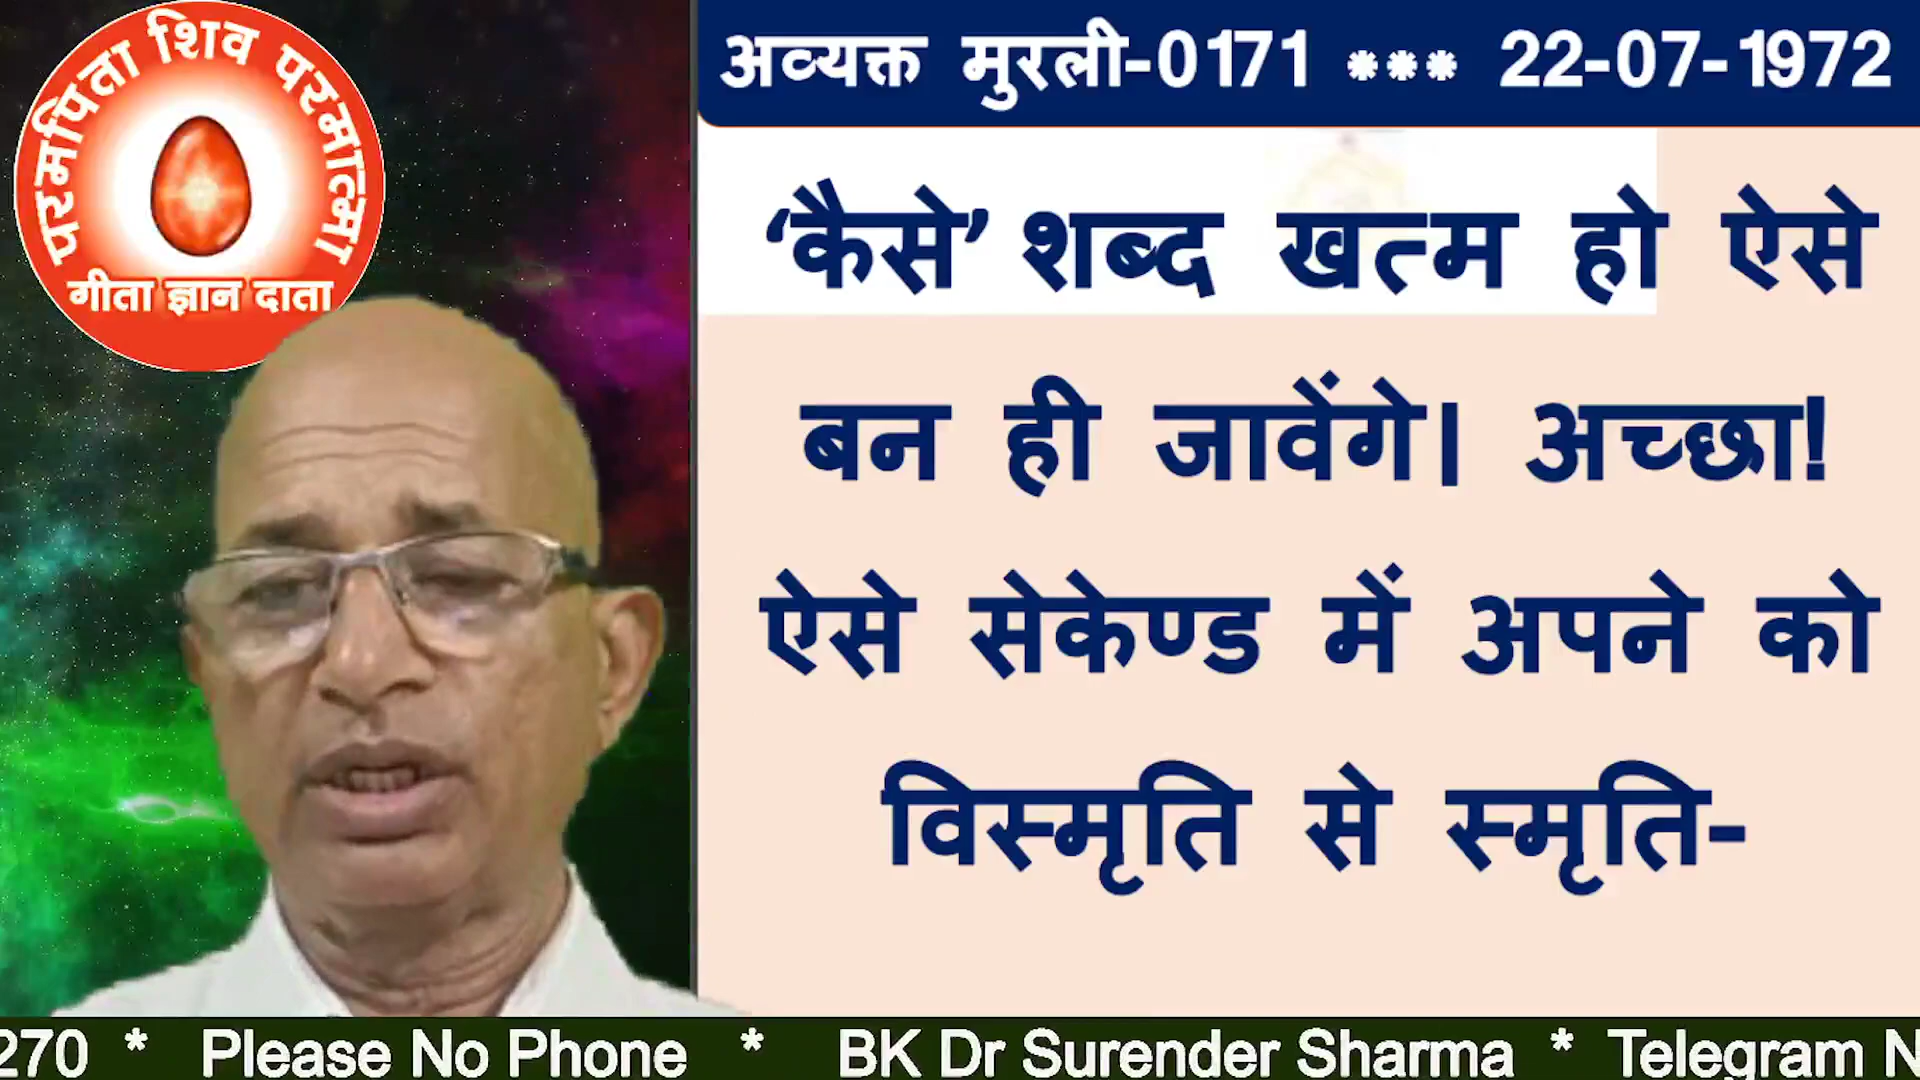 परमपिता शिव परमात्मा
गीता ज्ञान दाता
अव्यक्त मुरली-0171 *** 22-07-1972
‘कैसे’ शब्द खत्म हो ऐसे
बन ही जावेंगे। अच्छा!
ऐसे सेकेण्ड में अपने को
विस्मृति से स्मृति-
270 * Please No Phone * BK Dr Surender Sharma * Telegram N